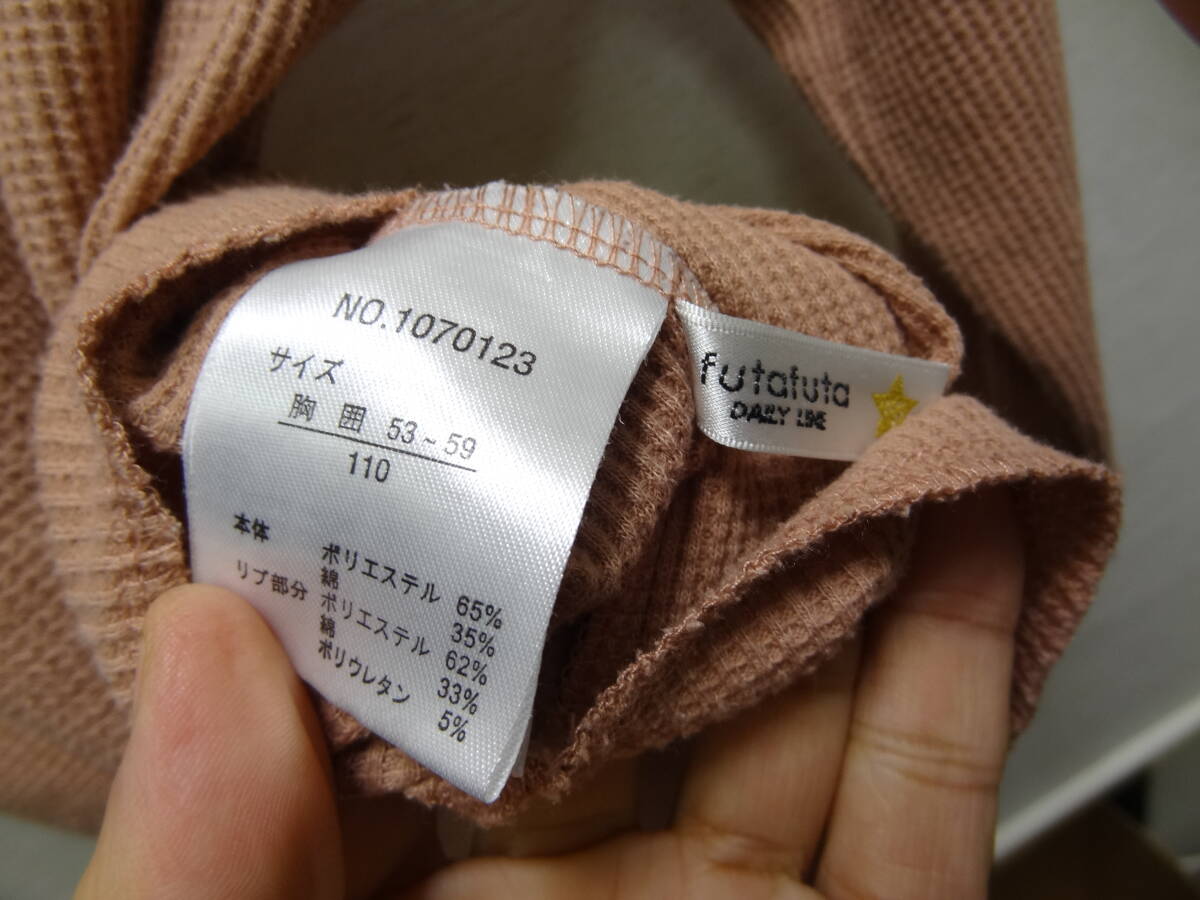 NO.1070123
サイズ
胸囲 53~59
110
本体 ポリエステル 65%
綿 35%
リブ部分 ポリエステル 62%
綿 33%
ポリウレタン 5%
futafuta
DAILY LIFE